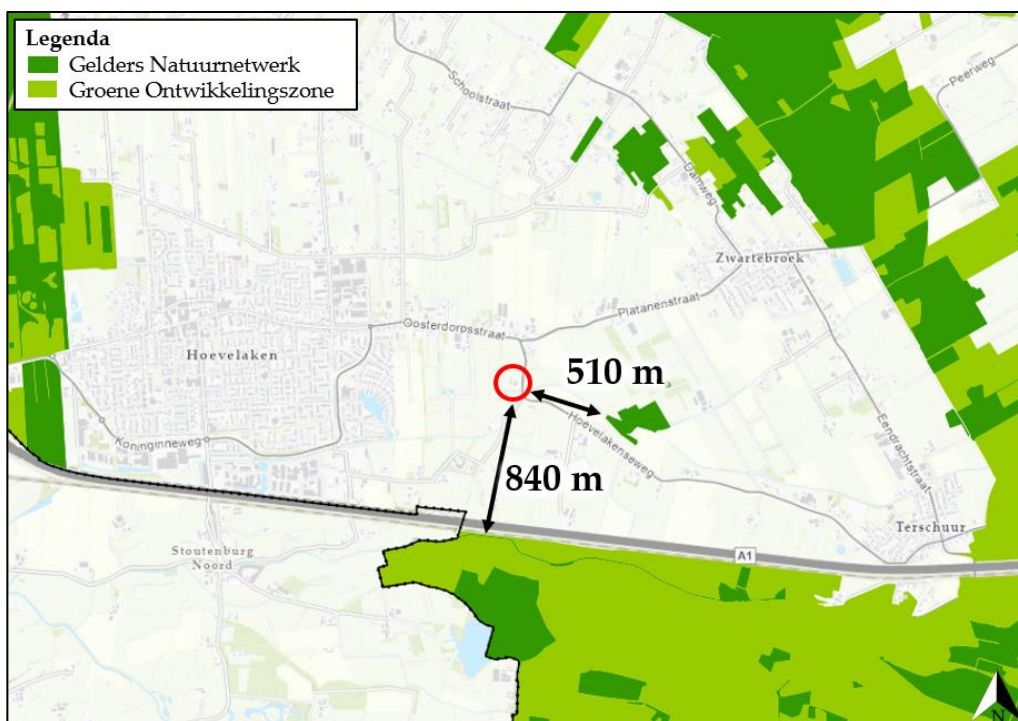 Legenda
Gelders Natuurnetwerk
Groene Ontwikkelingszone
Schoolstraat
Peerweg
Damweg
Zwartebroek
Platanenstraat
Oosterdorpsstraat
Hoevelaken
510 m
Hoevelakenseweg
Koninginneweg
Eendrachtstraat
840 m
Terschuur
Stoutenburg
Noord
A1
N